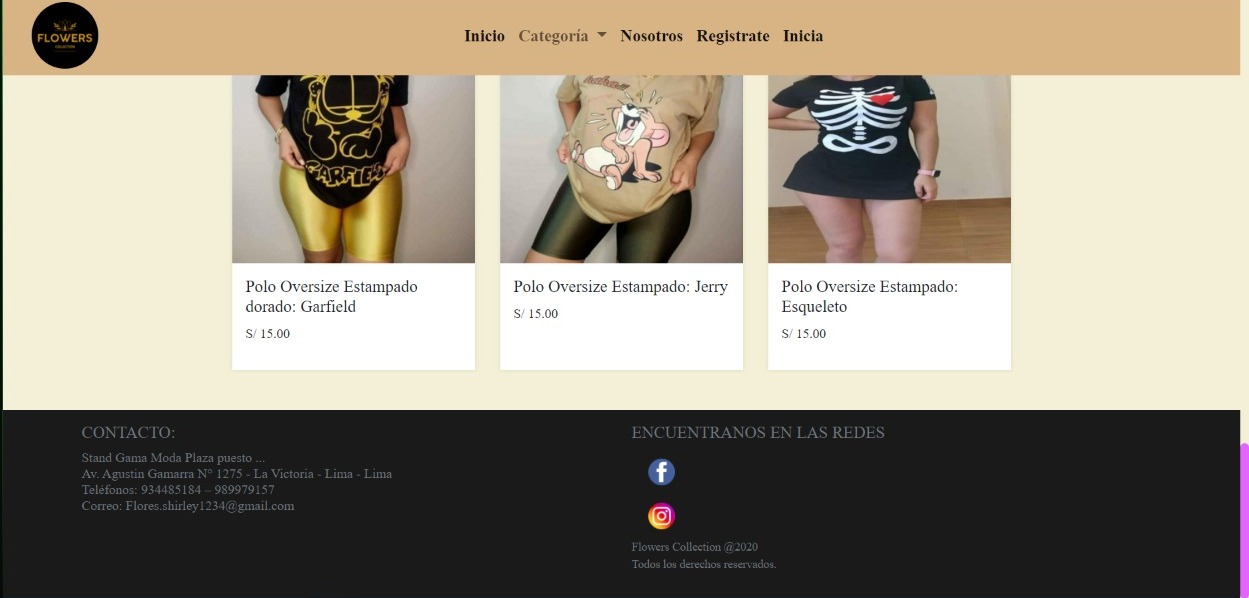 FLOWERS
COLLECTION
Inicio Categoría Nosotros Registrate Inicia
GARFIEL
Polo Oversize Estampado
dorado: Garfield
S/ 15.00
Polo Oversize Estampado: Jerry
S/ 15.00
Polo Oversize Estampado:
Esqueleto
S/ 15.00
CONTACTO:
Stand Gama Moda Plaza puesto ...
Av. Agustin Gamarra N° 1275 - La Victoria - Lima - Lima
Teléfonos: 934485184 – 989979157
Correo: Flores.shirley1234@gmail.com
ENCUENTRANOS EN LAS REDES
Flowers Collection @2020
Todos los derechos reservados.